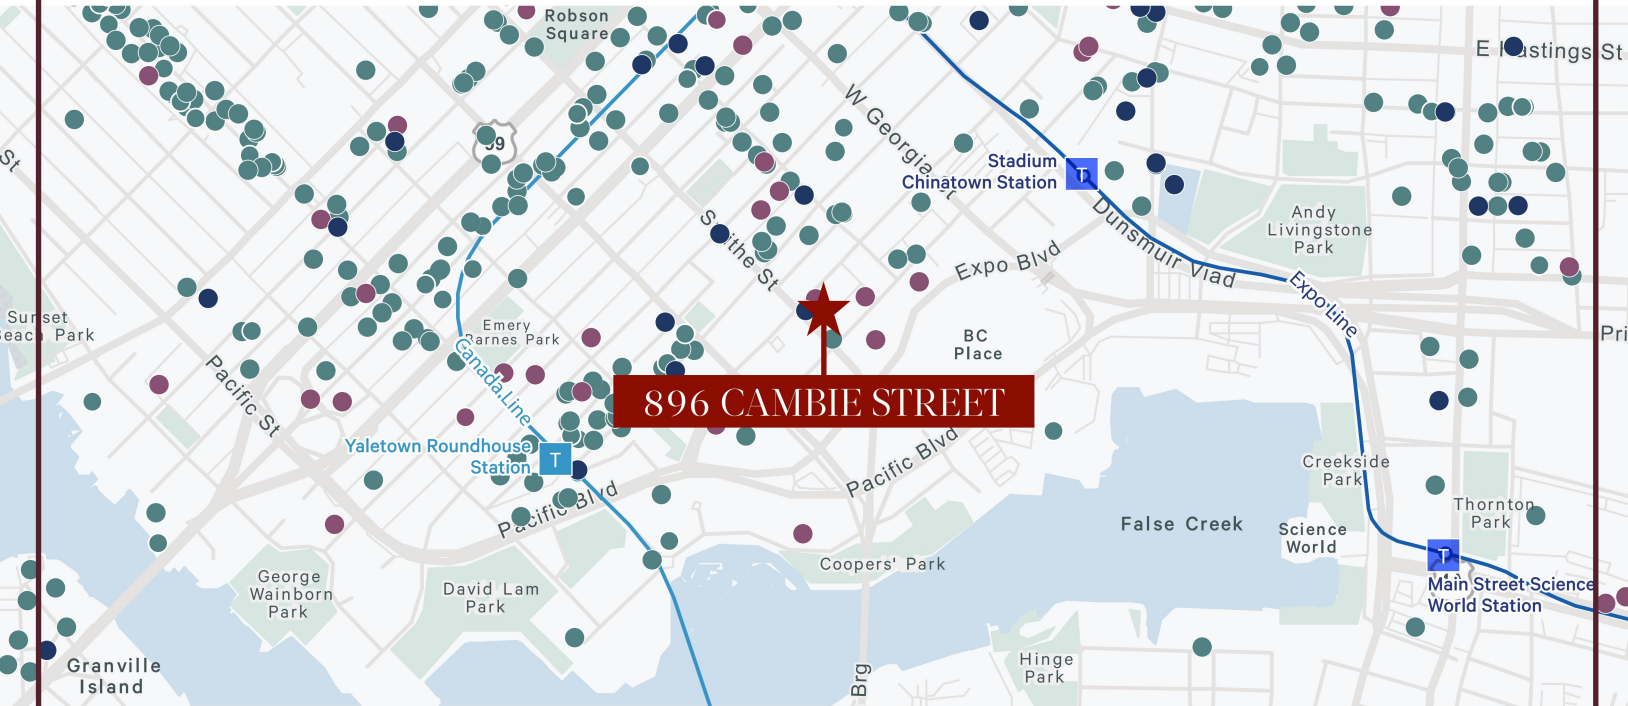 Robson
Square
E Hastings St
W Georgia St
99
St
Stadium
Chinatown Station
T
Andy
Livingstone
Park
Dunsmuir Viad
Smithe St
Expo Blvd
Expo Line
Sunset
Beach Park
Emery
Barnes Park
BC
Place
Pri
Canada Line
Pacific St
896 CAMBIE STREET
Yaletown Roundhouse
Station
T
Pacific Blvd
Pacific Blvd
Creekside
Park
Thornton
Park
False Creek
Science
World
T
Main Street Science
World Station
George
Wainborn
Park
David Lam
Park
Coopers' Park
Granville
Island
Brg
Hinge
Park